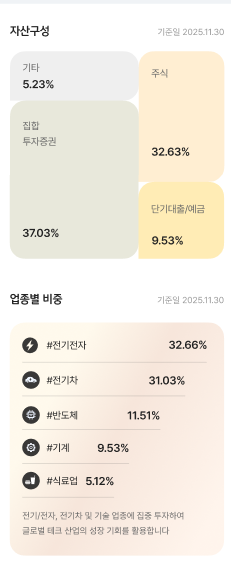 자산구성
기준일 2025.11.30
기타
5.23%
주식
32.63%
집합
투자증권
37.03%
단기대출/예금
9.53%
업종별 비중
기준일 2025.11.30
#전기전자 32.66%
#전기차 31.03%
#반도체 11.51%
#기계 9.53%
#식료업 5.12%
전기/전자, 전기차 및 기술 업종에 집중 투자하여
글로벌 테크 산업의 성장 기회를 활용합니다